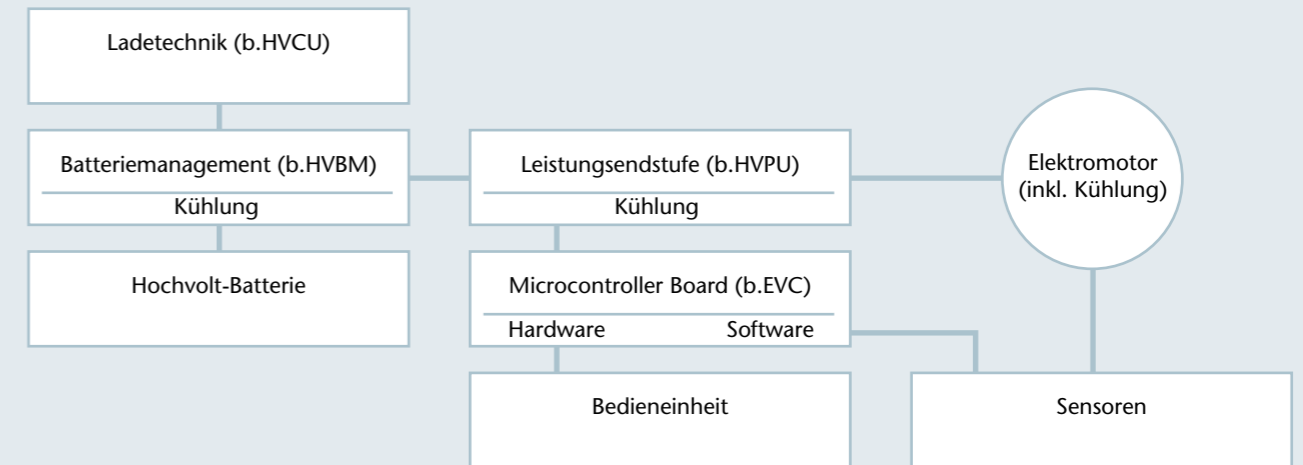 Ladetechnik (b.HVCU)
Batteriemanagement (b.HVBM)
Kühlung
Hochvolt-Batterie
Leistungsendstufe (b.HVPU)
Kühlung
Microcontroller Board (b.EVC)
Hardware Software
Bedieneinheit
Elektromotor
(inkl. Kühlung)
Sensoren